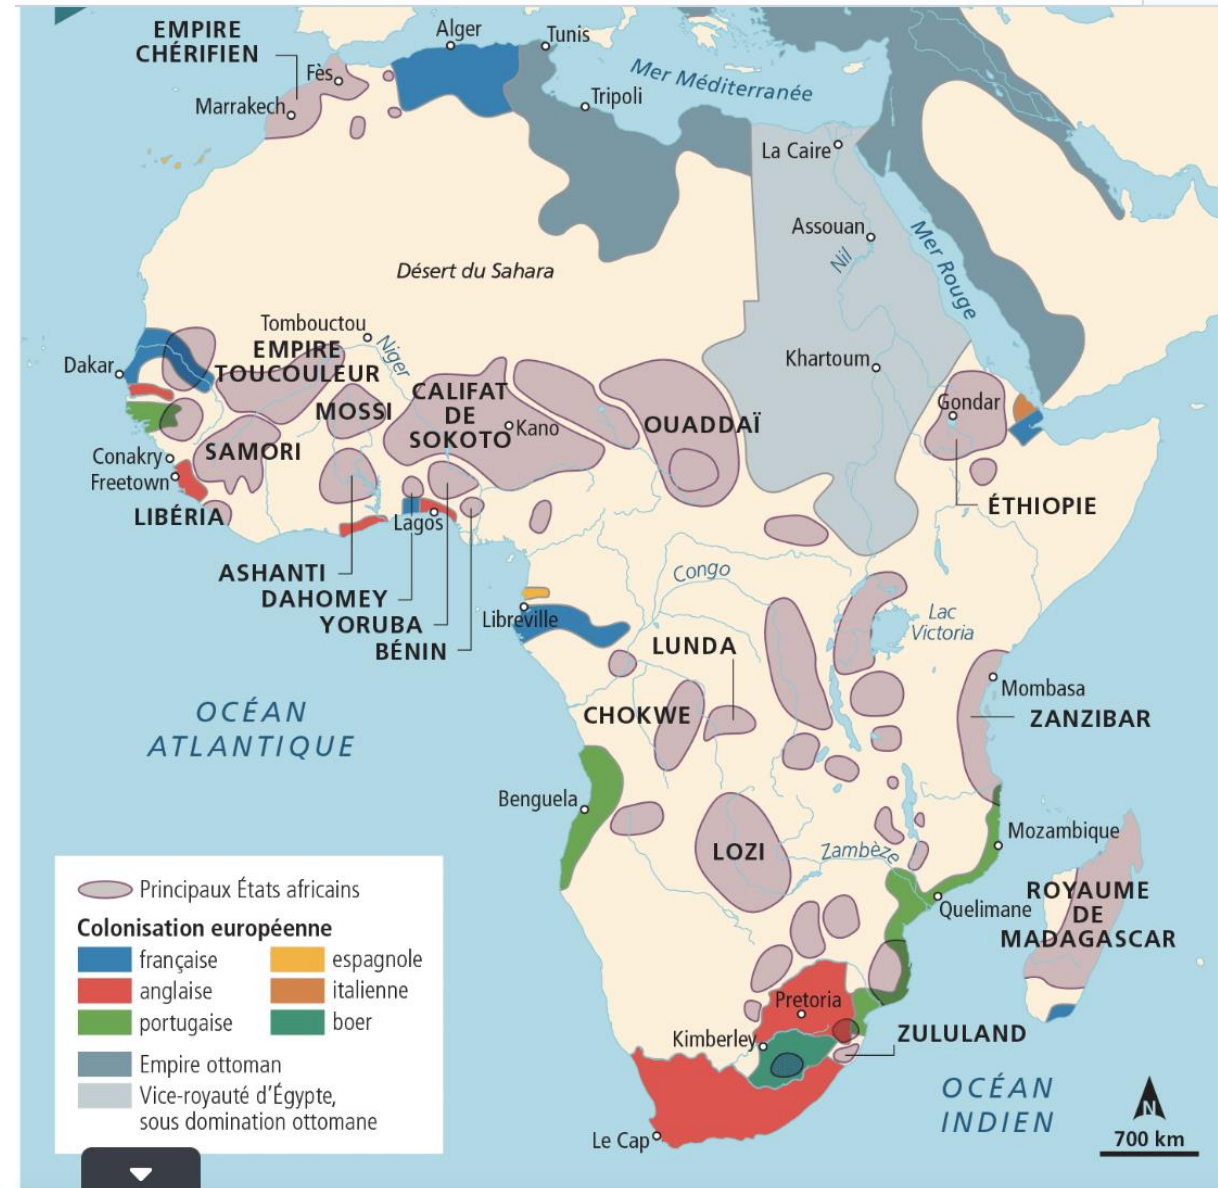 EMPIRE
CHÉRIFIEN
Alger
Tunis
Fès
Marrakech
Tripoli
Mer Méditerranée
La Caire
Assouan
Nil
Mer Rouge
Désert du Sahara
Tombouctou
Niger
Dakar
EMPIRE
TOUCOULEUR
Khartoum
CALIFAT
DE
SOKOTO
Kano
MOSSI
OUADDAÏ
Gondar
SAMORI
Conakry
Freetown
LIBÉRIA
Lagos
ÉTHIOPIE
ASHANTI
DAHOMEY
YORUBA
BÉNIN
Congo
Libreville
Lac
Victoria
LUNDA
CHOKWE
Mombasa
ZANZIBAR
OCÉAN
ATLANTIQUE
Benguela
LOZI
Zambèze
Mozambique
Quelimane
ROYAUME
DE
MADAGASCAR
Pretoria
Kimberley
ZULULAND
Le Cap
OCÉAN
INDIEN
N
700 km
Principaux États africains
Colonisation européenne
française
anglaise
portugaise
espagnole
italienne
boer
Empire ottoman
Vice-royauté d’Égypte,
sous domination ottomane